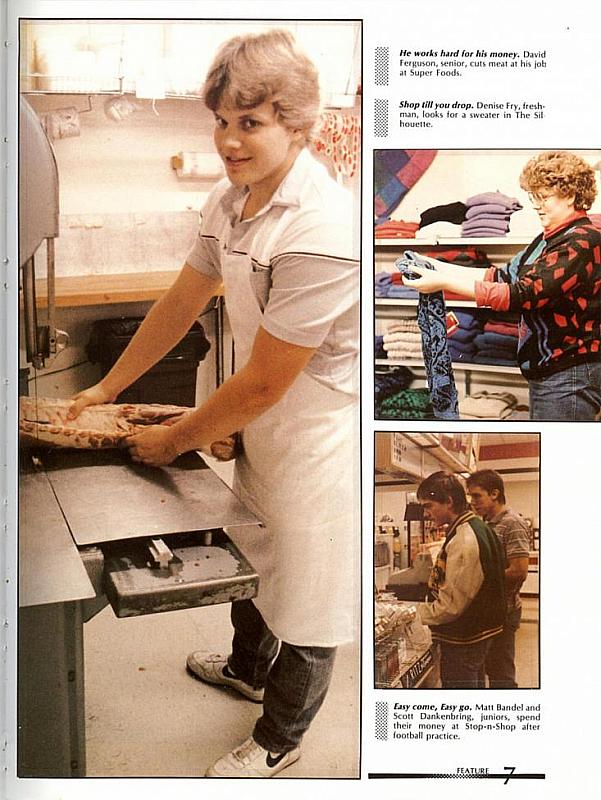 He works hard for his money. David
Ferguson, senior, cuts meat at his job
at Super Foods.
Shop till you drop. Denise Fry, fresh-
man, looks for a sweater in The Sil-
houette.
Easy come, Easy go. Matt Bandel and
Scott Dankenbring, juniors, spend
their money at Stop-n-Shop after
football practice.
FEATURE 7